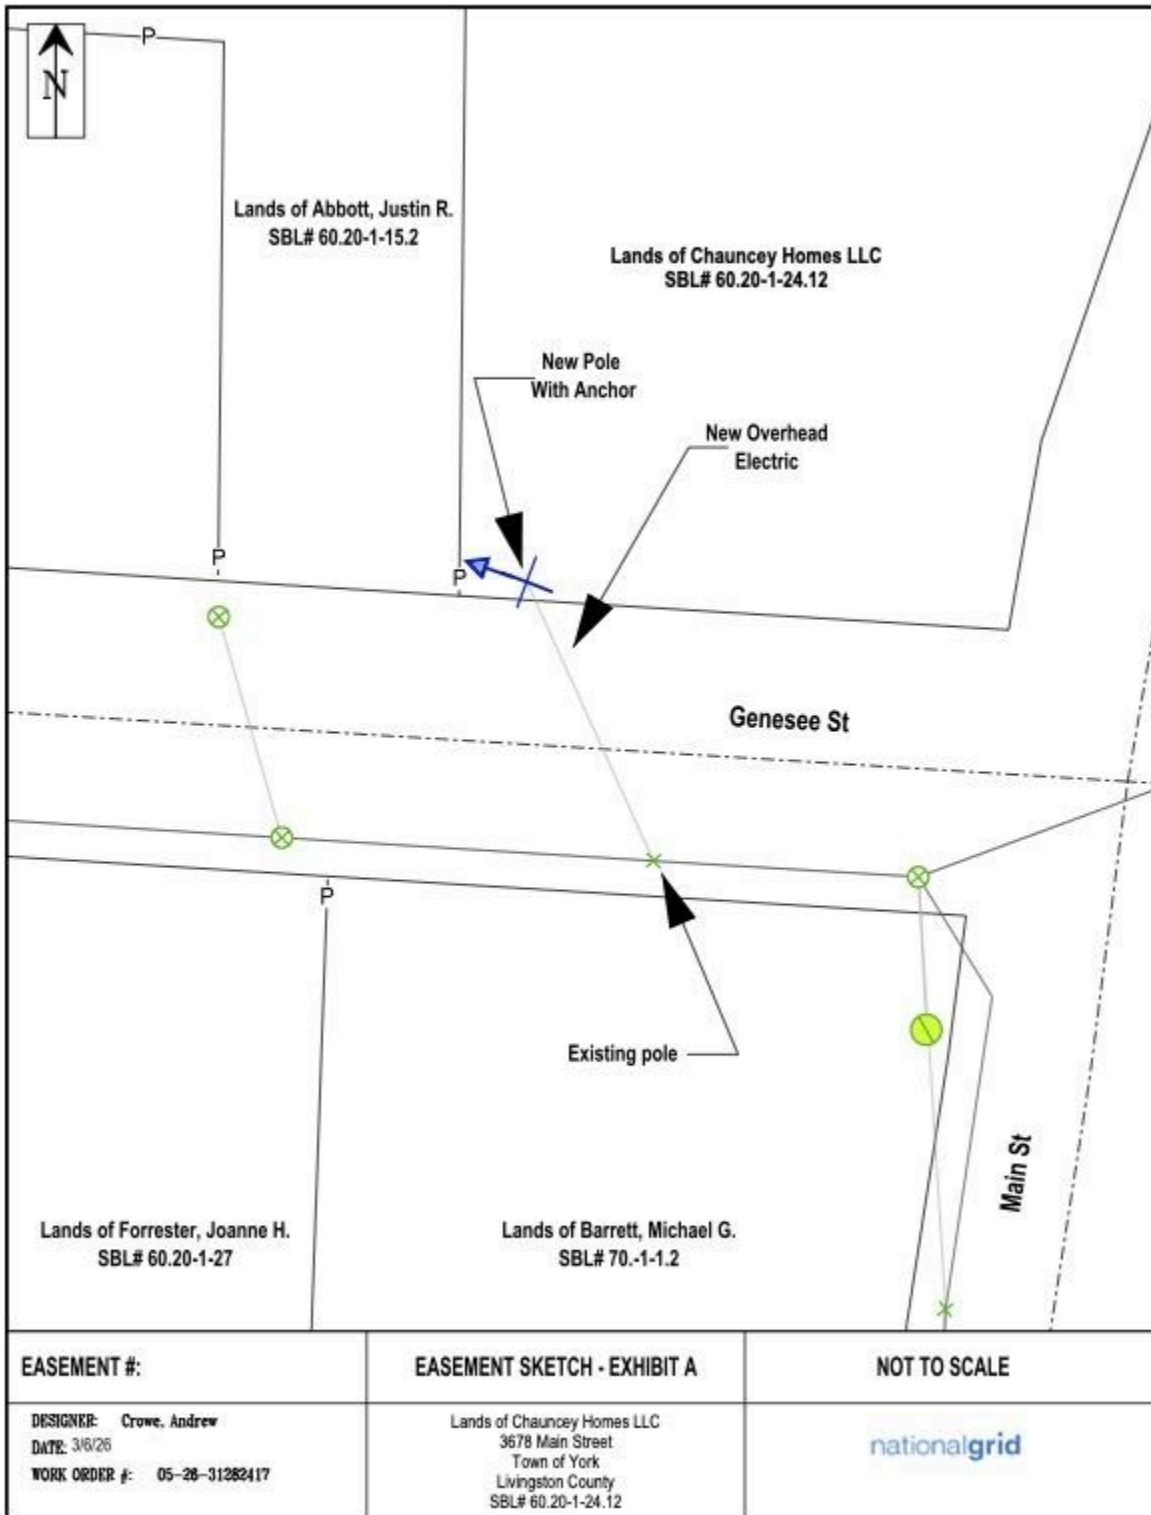 P
N
Lands of Abbott, Justin R.
SBL# 60.20-1-15.2
Lands of Chauncey Homes LLC
SBL# 60.20-1-24.12
New Pole
With Anchor
New Overhead
Electric
P
P
Genesee St
P
Existing pole
Main St
Lands of Forrester, Joanne H.
SBL# 60.20-1-27
Lands of Barrett, Michael G.
SBL# 70.-1-1.2
EASEMENT #:
EASEMENT SKETCH - EXHIBIT A
NOT TO SCALE
DESIGNER: Crowe, Andrew
DATE: 3/6/26
WORK ORDER #: 05-26-31282417
Lands of Chauncey Homes LLC
3678 Main Street
Town of York
Livingston County
SBL# 60.20-1-24.12
nationalgrid